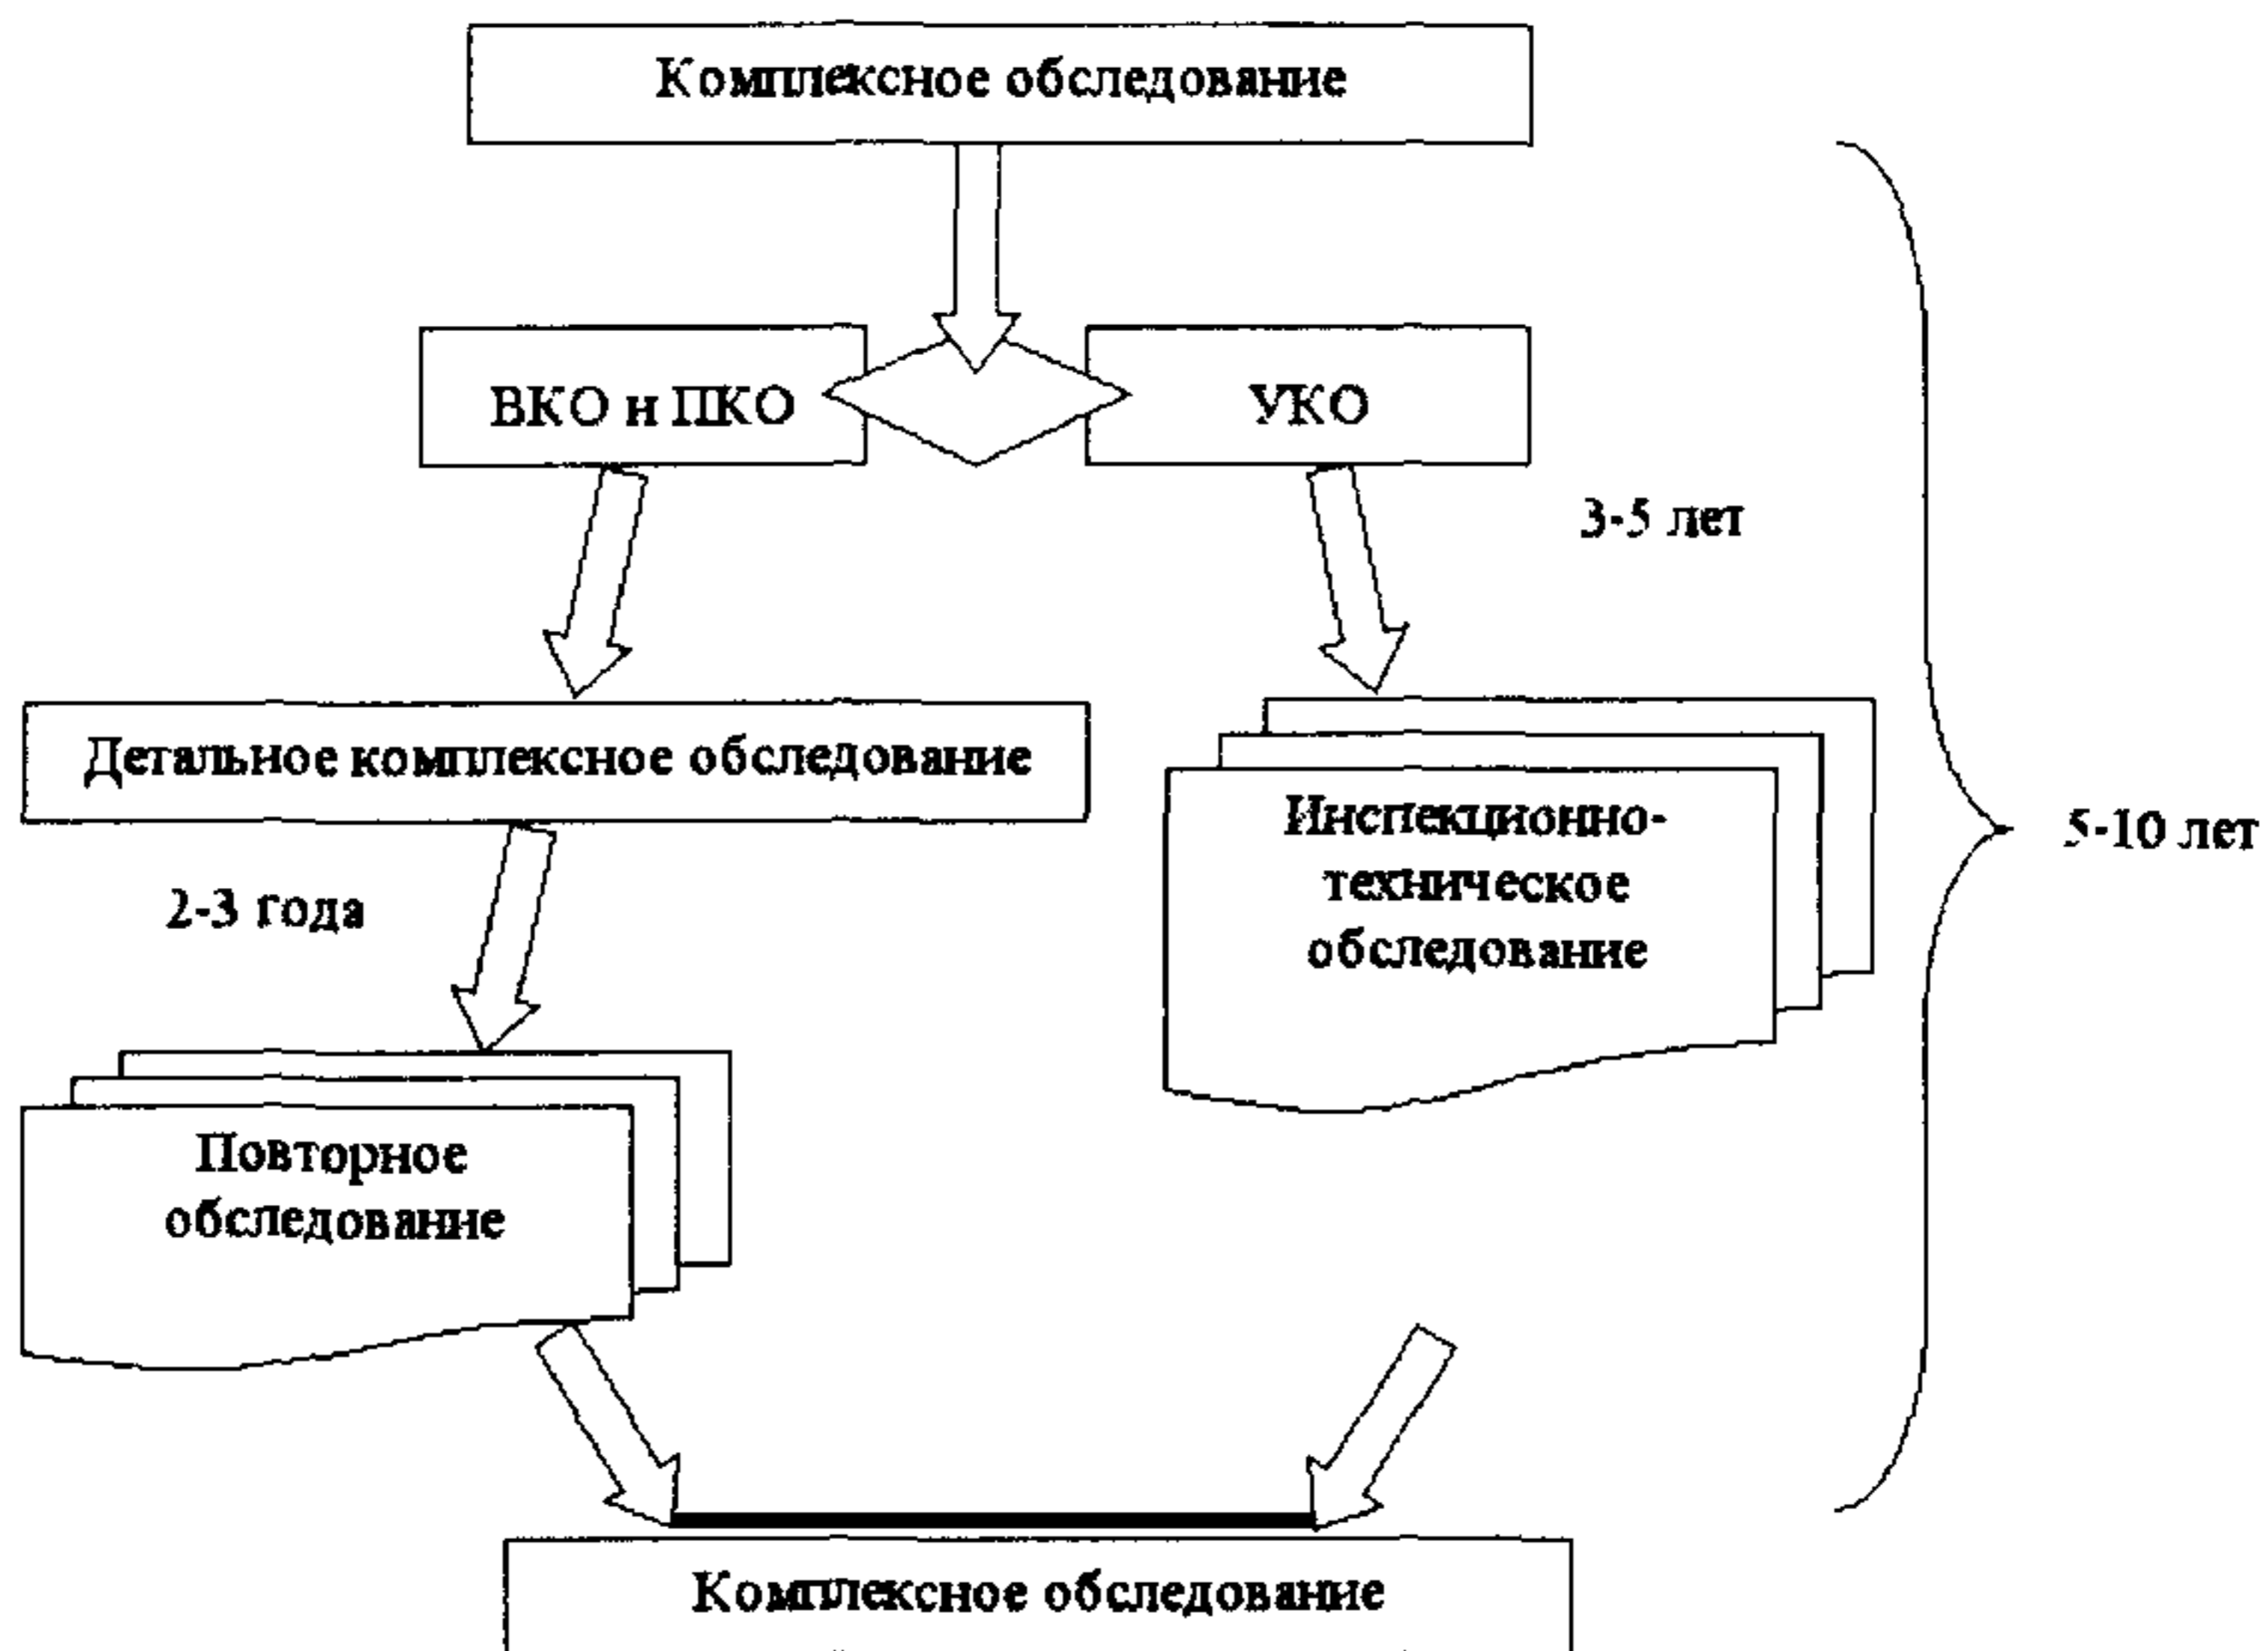 Комплексное обследование
ВКО и ПКО
УКО
3-5 лет
Детальное комплексное обследование
Инспекционно-
техническое
обследование
5-10 лет
2-3 года
Повторное
обследование
Комплексное обследование